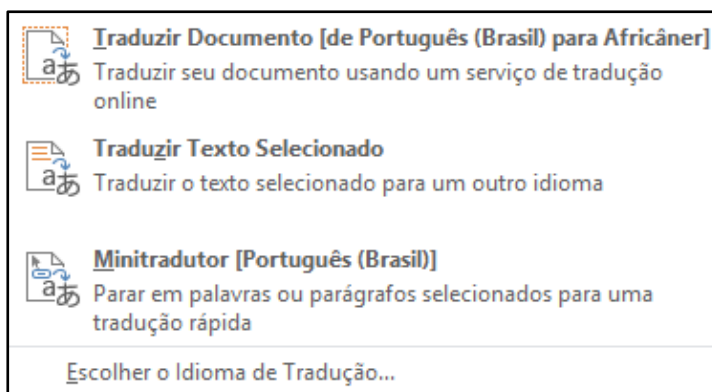 Traduzir Documento [de Português (Brasil) para Africâner]
Traduzir seu documento usando um serviço de tradução
online
Traduzir Texto Selecionado
Traduzir o texto selecionado para um outro idioma
Minitradutor [Português (Brasil)]
Parar em palavras ou parágrafos selecionados para uma
tradução rápida
Escolher o Idioma de Tradução...